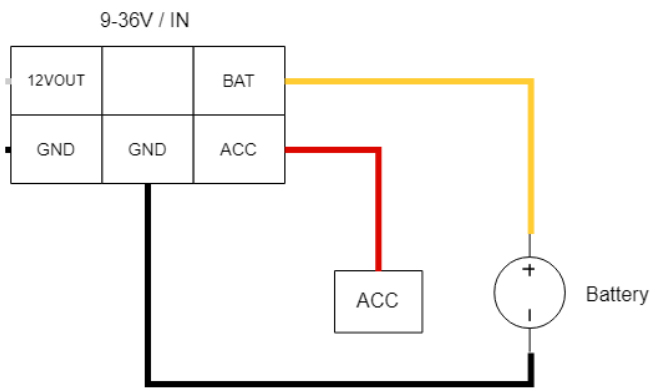 9-36V / IN
12VOUT
BAT
GND
GND
ACC
ACC
+
Battery
-